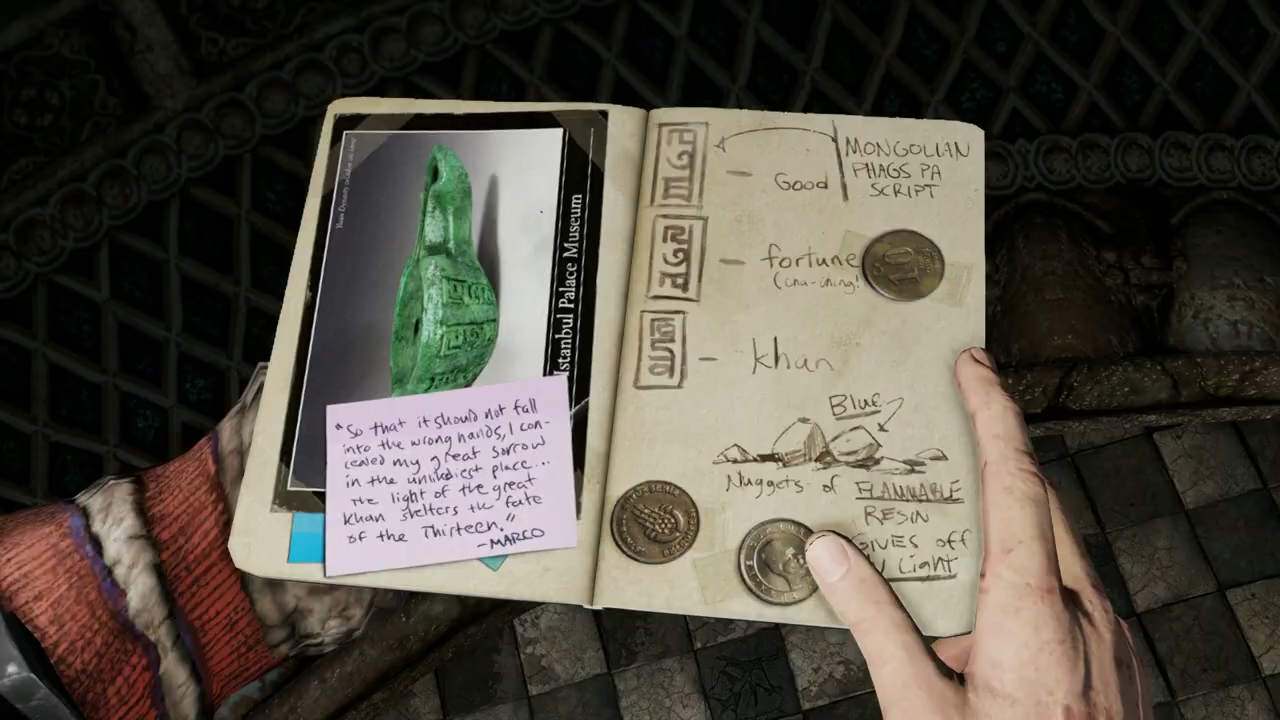 Istanbul Palace Museum
"So that it should not fall
into the wrong hands, I con-
cealed my great sorrow
in the unlikeliest place...
the light of the great
Khan shelters the fate
of the Thirteen."
-MARCO
MONGOLIAN
PHAGS PA
SCRIPT
- Good
- fortune
(cha-ching!
10
- khan
Blue
Nuggets of FLAMMABLE
RESIN
GIVES off
Light